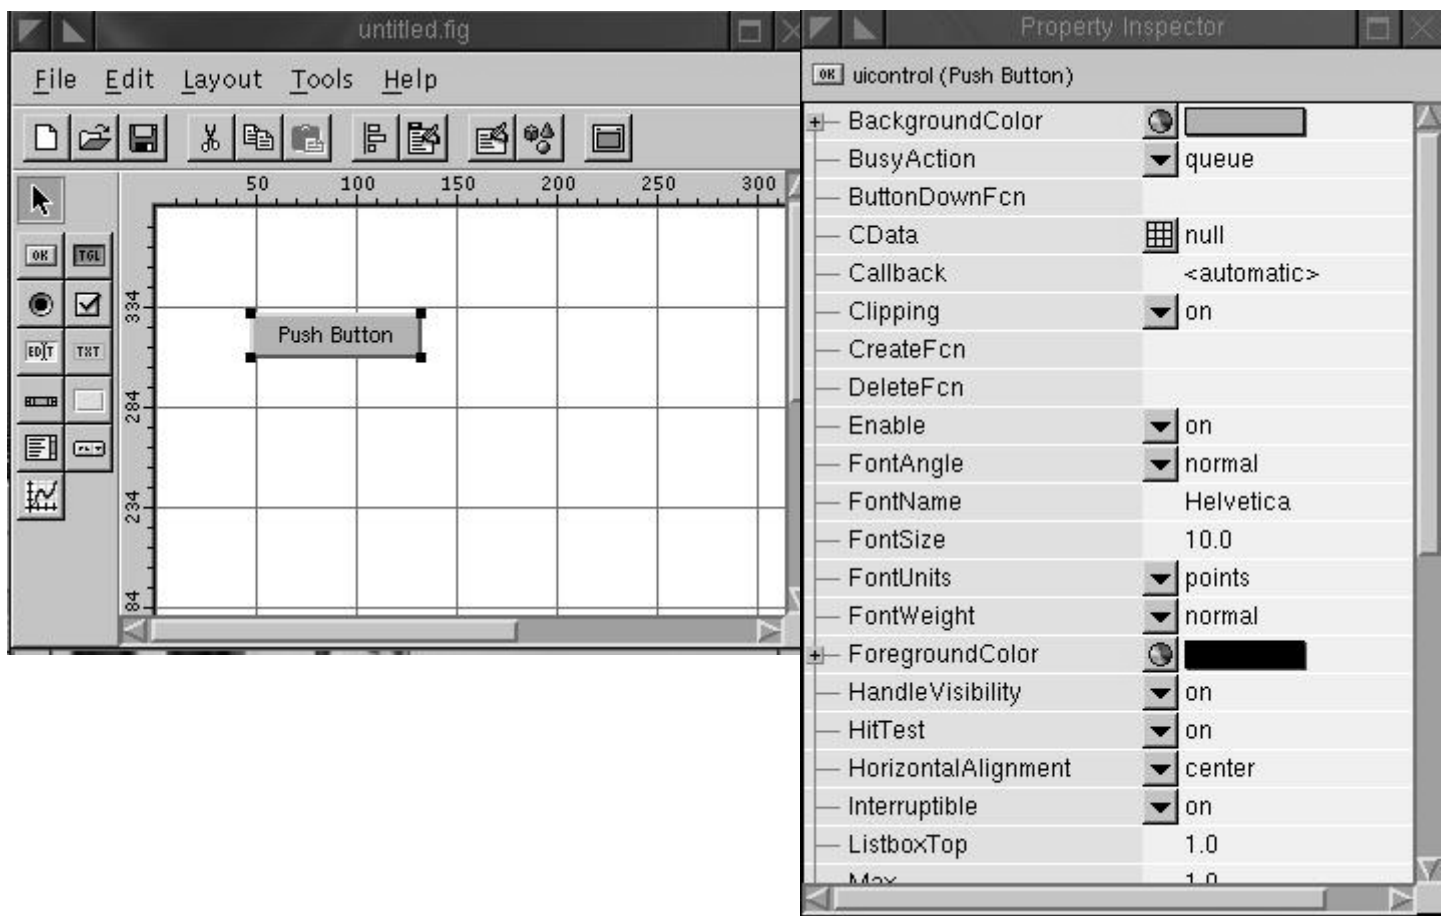 untitled.fig
File Edit Layout Tools Help
50 100 150 200 250 300
OK TGL
334
Push Button
EDIT TXT
284
234
84
Property Inspector
OK uicontrol (Push Button)
BackgroundColor
BusyAction queue
ButtonDownFcn
CData null
Callback <automatic>
Clipping on
CreateFcn
DeleteFcn
Enable on
FontAngle normal
FontName Helvetica
FontSize 10.0
FontUnits points
FontWeight normal
ForegroundColor
HandleVisibility on
HitTest on
HorizontalAlignment center
Interruptible on
ListboxTop 1.0
Max 1.0